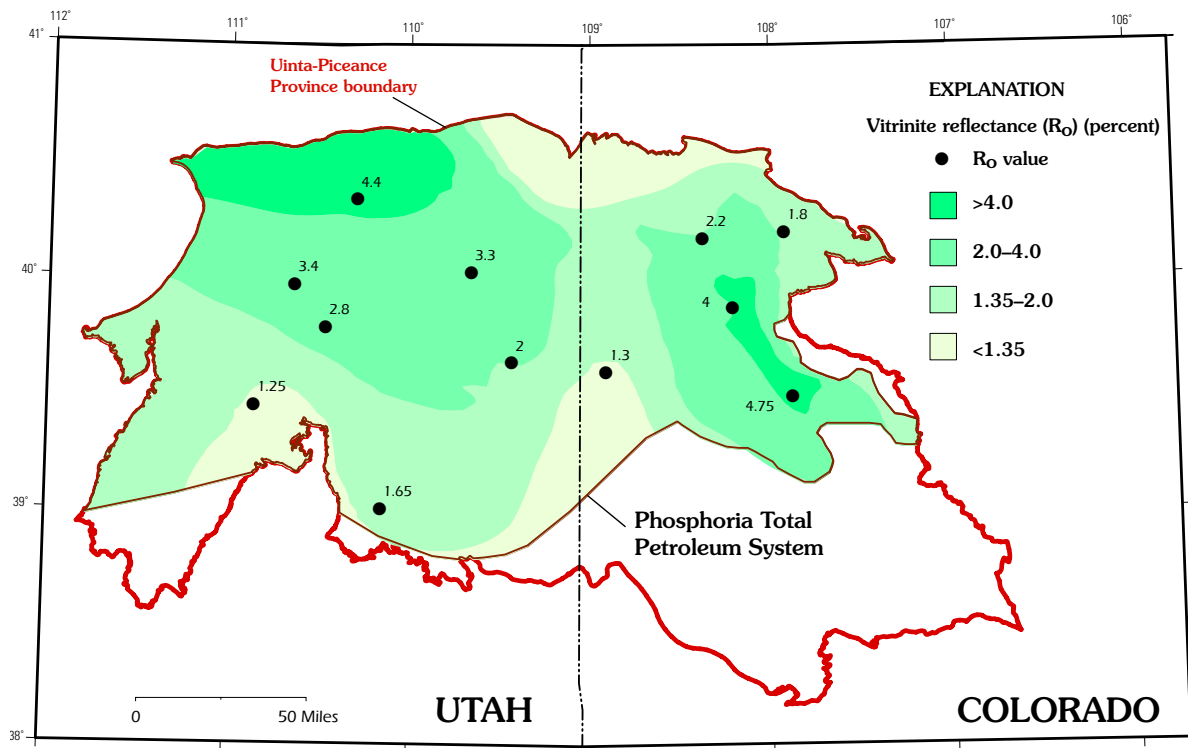 112°
111°
110°
109°
108°
107°
106°
41°
Uinta-Piceance
Province boundary
EXPLANATION
Vitrinite reflectance (RO) (percent)
RO value
>4.0
2.0–4.0
1.35–2.0
<1.35
4.4
2.2
1.8
40°
3.4
3.3
2.8
4
2
1.3
1.25
4.75
39°
1.65
Phosphoria Total
Petroleum System
0
50 Miles
UTAH
COLORADO
38°